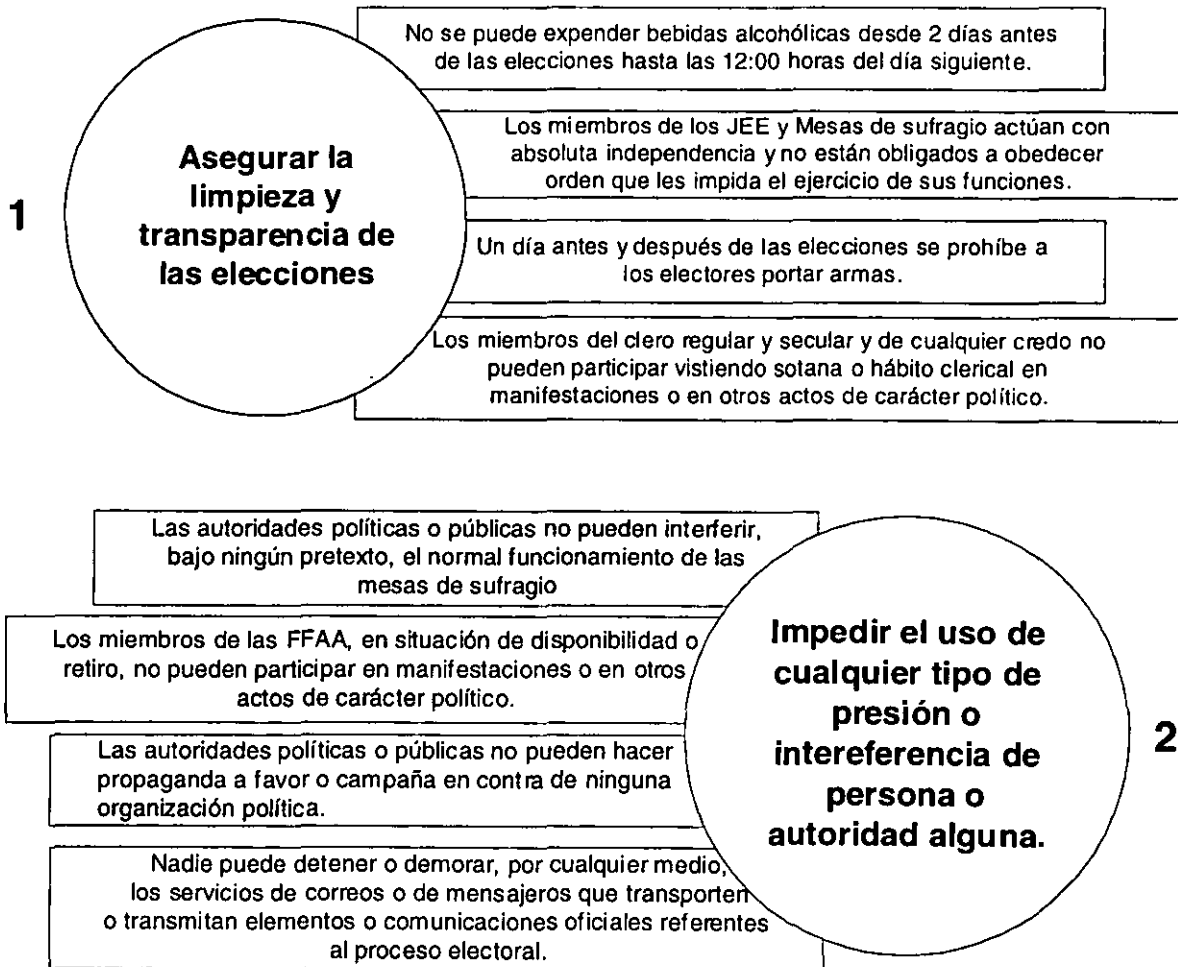 No se puede expender bebidas alcohólicas desde 2 días antes
de las elecciones hasta las 12:00 horas del día siguiente.
Los miembros de los JEE y Mesas de sufragio actúan con
absoluta independencia y no están obligados a obedecer
orden que les impida el ejercicio de sus funciones.
1
Asegurar la
limpieza y
transparencia de
las elecciones
Un día antes y después de las elecciones se prohíbe a
los electores portar armas.
Los miembros del clero regular y secular y de cualquier credo no
pueden participar vistiendo sotana o hábito clerical en
manifestaciones o en otros actos de carácter político.
Las autoridades políticas o públicas no pueden interferir,
bajo ningún pretexto, el normal funcionamiento de las
mesas de sufragio
Los miembros de las FFAA, en situación de disponibilidad o
retiro, no pueden participar en manifestaciones o en otros
actos de carácter político.
Las autoridades políticas o públicas no pueden hacer
propaganda a favor o campaña en contra de ninguna
organización política.
Nadie puede detener o demorar, por cualquier medio,
los servicios de correos o de mensajeros que transporten
o transmitan elementos o comunicaciones oficiales referentes
al proceso electoral.
Impedir el uso de
cualquier tipo de
presión o
intereferencia de
persona o
autoridad alguna.
2